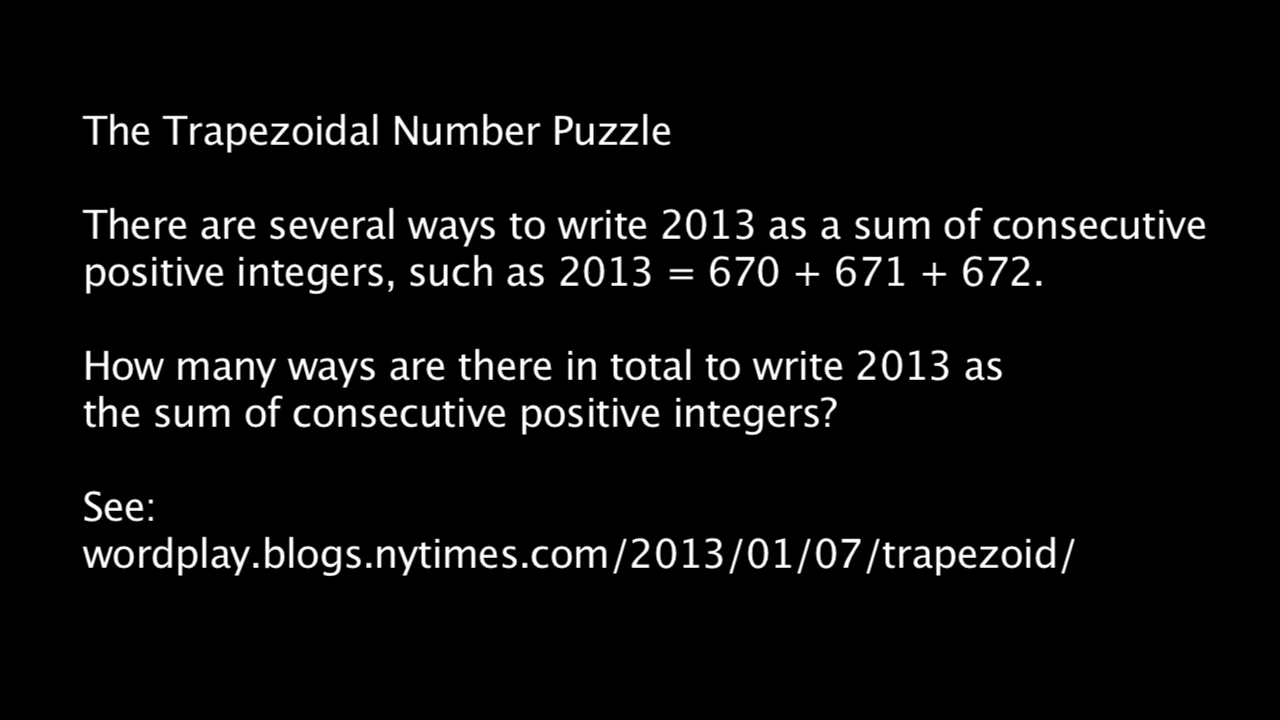 The Trapezoidal Number Puzzle
There are several ways to write 2013 as a sum of consecutive
positive integers, such as 2013 = 670 + 671 + 672.
How many ways are there in total to write 2013 as
the sum of consecutive positive integers?
See:
wordplay.blogs.nytimes.com/2013/01/07/trapezoid/